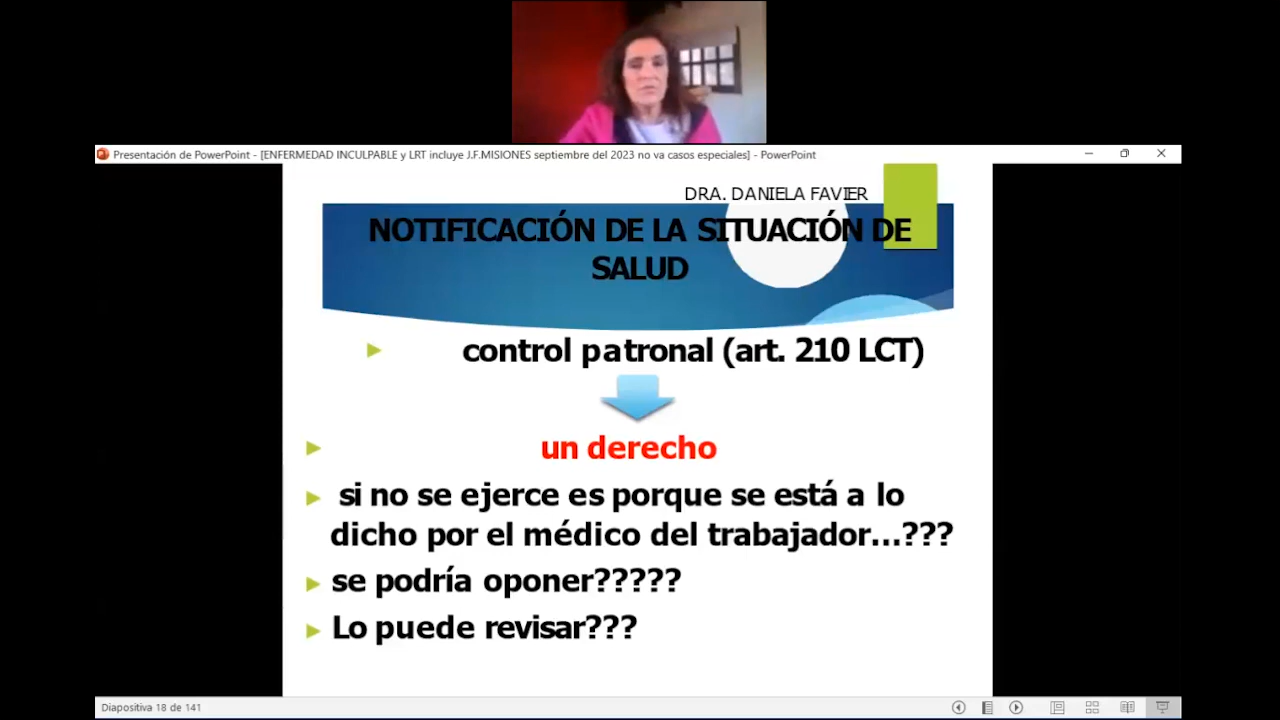 Presentación de PowerPoint - [ENFERMEDAD INCULPABLE y LRT incluye J.F.MISIONES septiembre del 2023 no va casos especiales] - PowerPoint
DRA. DANIELA FAVIER
NOTIFICACIÓN DE LA SITUACIÓN DE
SALUD
control patronal (art. 210 LCT)
un derecho
si no se ejerce es porque se está a lo
dicho por el médico del trabajador...???
se podría oponer?????
Lo puede revisar???
Diapositiva 18 de 141